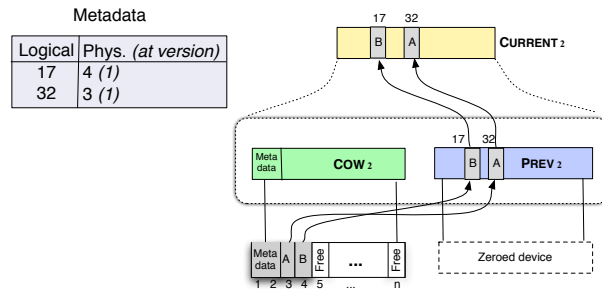 Metadata
Logical Phys. (at version)
17 4 (1)
32 3 (1)
17 32
B A CURRENT 2
17 32
Meta data COW 2
B A PREV 2
Meta data A B Free ... Free
1 2 3 4 5 ... n
Zeroed device